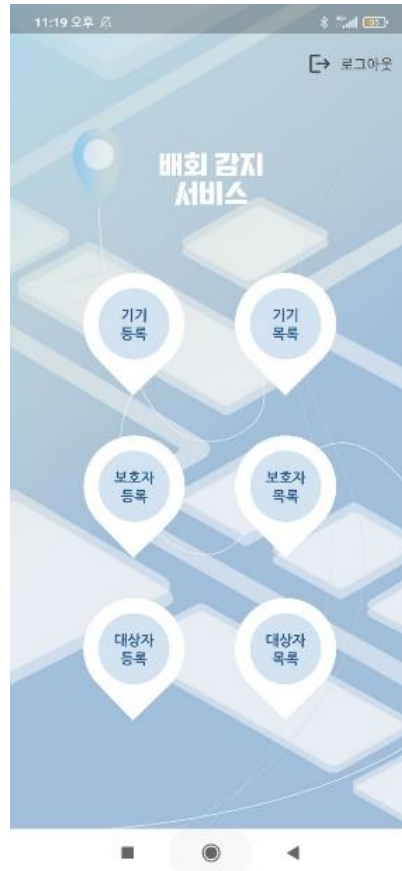 11:19 오후
로그아웃
배회 감지
서비스
기기
등록
기기
목록
보호자
등록
보호자
목록
대상자
등록
대상자
목록